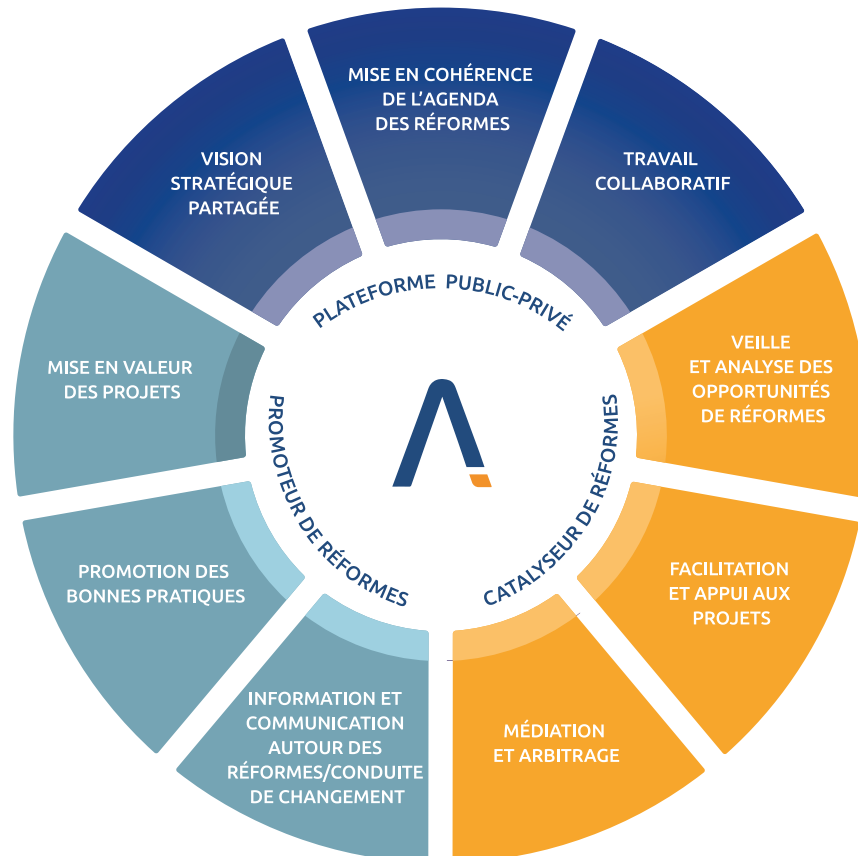 MISE EN COHÉRENCE
DE L'AGENDA
DES RÉFORMES
TRAVAIL
COLLABORATIF
VEILLE
ET ANALYSE DES
OPPORTUNITÉS
DE RÉFORMES
FACILITATION
ET APPUI AUX
PROJETS
MÉDIATION
ET ARBITRAGE
INFORMATION ET
COMMUNICATION
AUTOUR DES
RÉFORMES/CONDUITE
DE CHANGEMENT
PROMOTION DES
BONNES PRATIQUES
MISE EN VALEUR
DES PROJETS
VISION
STRATÉGIQUE
PARTAGÉE
PLATEFORME PUBLIC-PRIVÉ
CATALYSEUR DE RÉFORMES
PROMOTEUR DE RÉFORMES